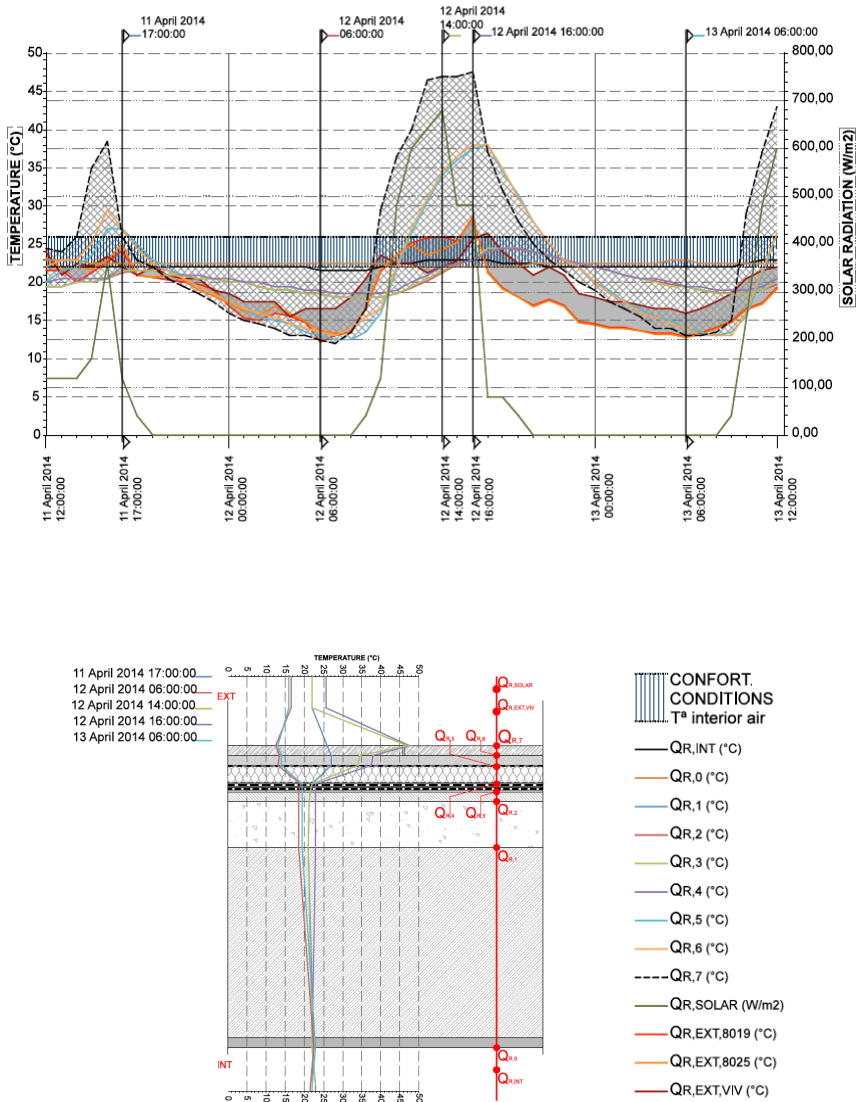 11 April 2014
17:00:00
12 April 2014
06:00:00
12 April 2014
14:00:00
12 April 2014 16:00:00
13 April 2014 06:00:00
TEMPERATURE (°C)
50
45
40
35
30
25
20
15
10
5
0
800,00
700,00
600,00
500,00
400,00
300,00
200,00
100,00
0,00
SOLAR RADIATION (W/m2)
11 April 2014
12:00:00
11 April 2014
17:00:00
12 April 2014
00:00:00
12 April 2014
06:00:00
12 April 2014
14:00:00
12 April 2014
16:00:00
13 April 2014
00:00:00
13 April 2014
06:00:00
13 April 2014
12:00:00
TEMPERATURE (°C)
0 5 10 15 20 25 30 35 40 45 50
11 April 2014 17:00:00
12 April 2014 06:00:00
12 April 2014 14:00:00
12 April 2014 16:00:00
13 April 2014 06:00:00
EXT
QR,SOLAR
QR,EXT,VIV
QR,5
QR,6
QR,7
QR,4
QR,3
QR,2
QR,1
QR,0
QR,INT
INT
0 5 10 15 20 25 30 35 40 45 50
CONFORT.
CONDITIONS
Tª interior air
QR,INT (°C)
QR,0 (°C)
QR,1 (°C)
QR,2 (°C)
QR,3 (°C)
QR,4 (°C)
QR,5 (°C)
QR,6 (°C)
QR,7 (°C)
QR,SOLAR (W/m2)
QR,EXT,8019 (°C)
QR,EXT,8025 (°C)
QR,EXT,VIV (°C)